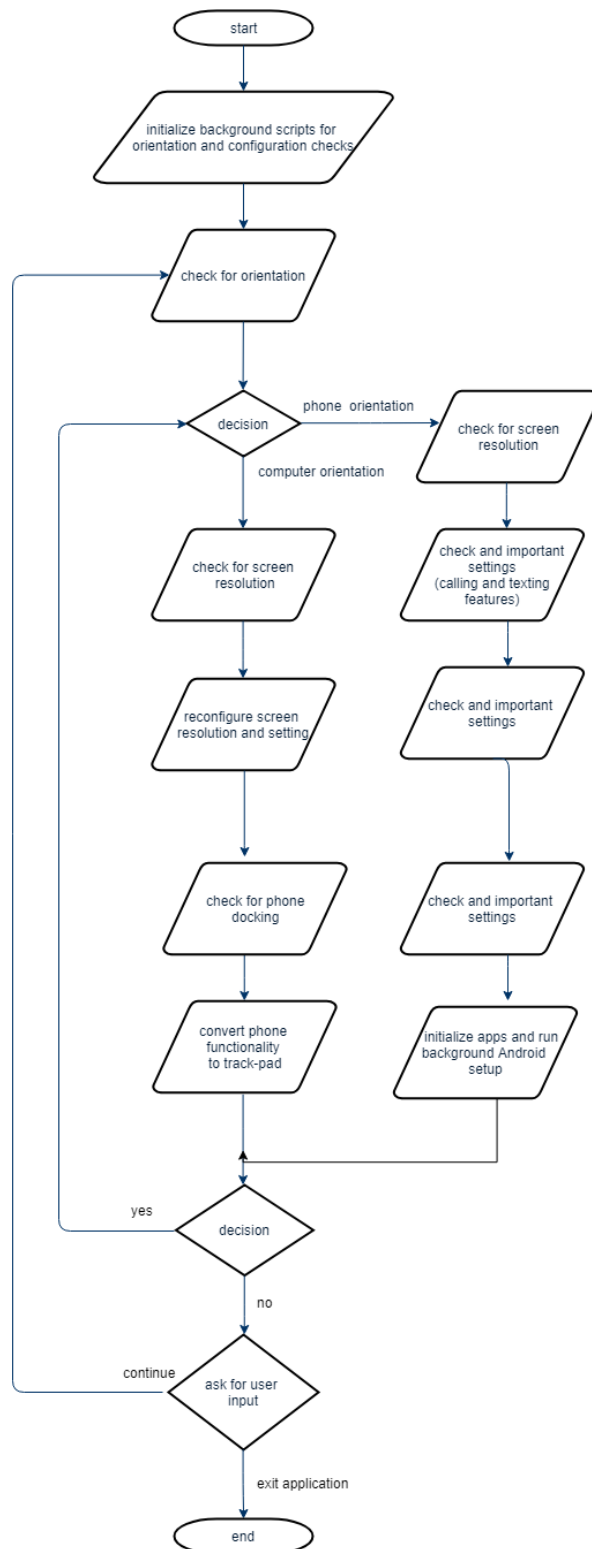 start
initialize background scripts for
orientation and configuration checks
check for orientation
decision
phone orientation
check for screen
resolution
computer orientation
check for screen
resolution
check and important
settings
(calling and texting
features)
reconfigure screen
resolution and setting
check and important
settings
check for phone
docking
check and important
settings
convert phone
functionality
to track-pad
initialize apps and run
background Android
setup
yes
decision
no
continue
ask for user
input
exit application
end